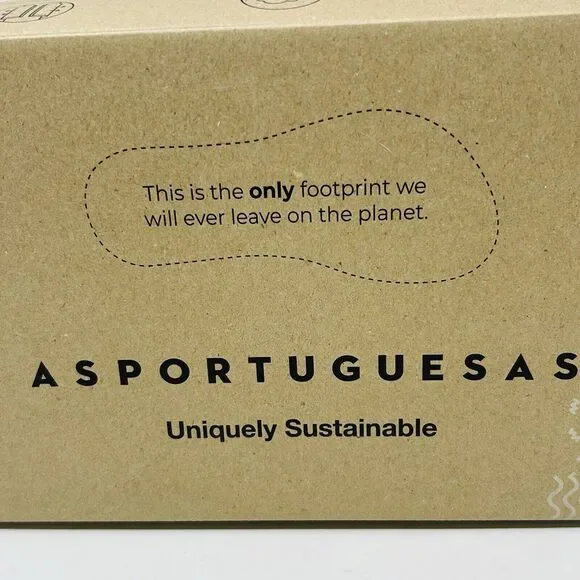 This is the only footprint we
will ever leave on the planet.
ASPORTUGUESAS
Uniquely Sustainable